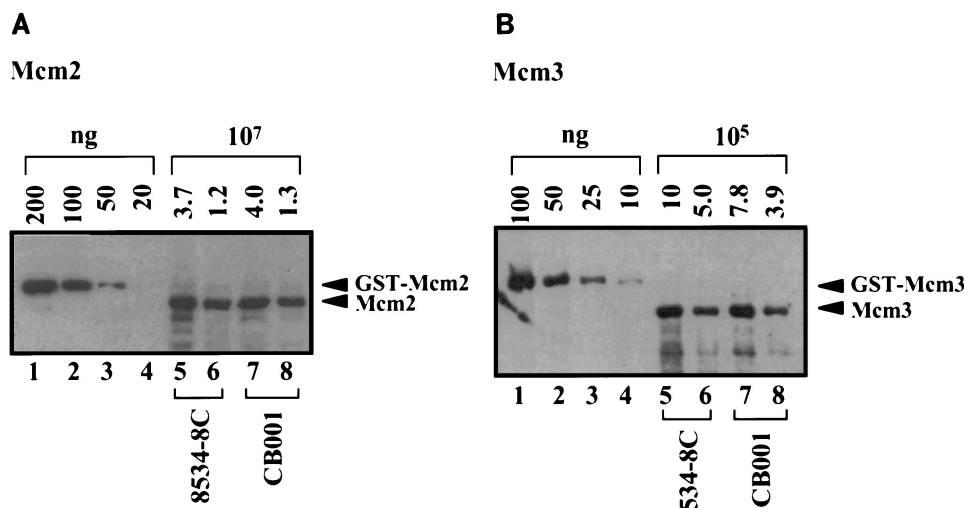 A
Mcm2
ng
10⁷
200 100 50 20 3.7 1.2 4.0 1.3
GST-Mcm2
Mcm2
1 2 3 4 5 6 7 8
8534-8C
CB001
B
Mcm3
ng
10⁵
100 50 25 10 10 5.0 7.8 3.9
GST-Mcm3
Mcm3
1 2 3 4 5 6 7 8
534-8C
CB001